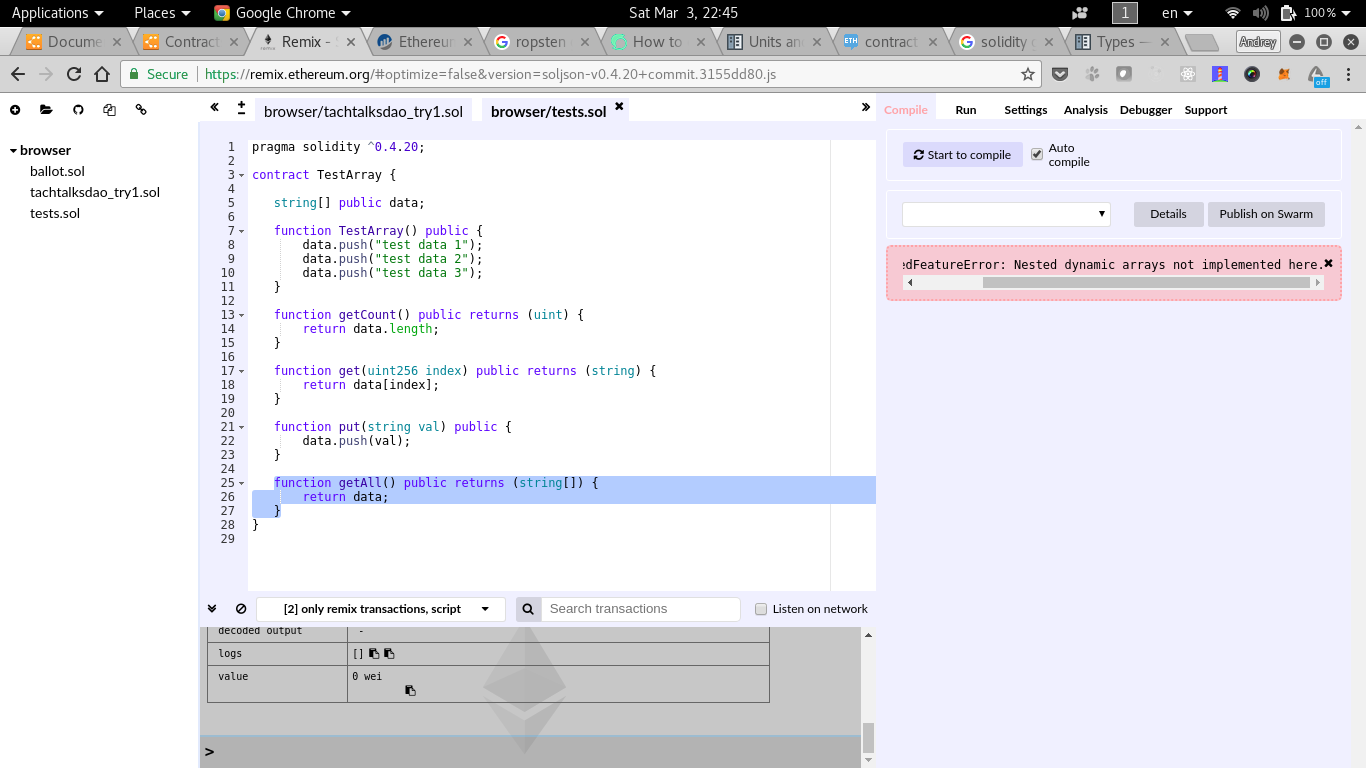 Applications Places Google Chrome Sat Mar 3, 22:45 1 en 100%
Docume Contract Remix - Ethereun ropsten How to Units an contract solidity Types — Andrey
Secure https://remix.ethereum.org/#optimize=false&version=soljson-v0.4.20+commit.3155dd80.js off
browser/tachtalksdao_try1.sol browser/tests.sol
Compile Run Settings Analysis Debugger Support
browser
ballot.sol
tachtalksdao_try1.sol
tests.sol
1 pragma solidity ^0.4.20;
2
3 contract TestArray {
4
5 string[] public data;
6
7 function TestArray() public {
8 data.push("test data 1");
9 data.push("test data 2");
10 data.push("test data 3");
11 }
12
13 function getCount() public returns (uint) {
14 return data.length;
15 }
16
17 function get(uint256 index) public returns (string) {
18 return data[index];
19 }
20
21 function put(string val) public {
22 data.push(val);
23 }
24
25 function getAll() public returns (string[]) {
26 return data;
27 }
28 }
29
Start to compile Auto
compile
Details Publish on Swarm
dFeatureError: Nested dynamic arrays not implemented here.
[2] only remix transactions, script Search transactions Listen on network
decoded output -
logs []
value 0 wei
>